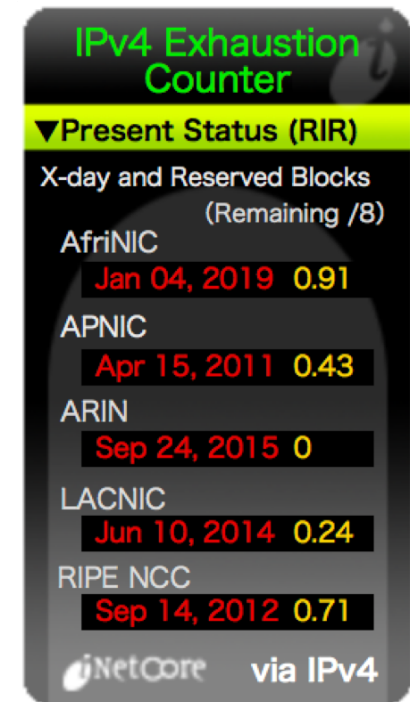 IPv4 Exhaustion
Counter
▼Present Status (RIR)
X-day and Reserved Blocks
(Remaining /8)
AfriNIC
Jan 04, 2019 0.91
APNIC
Apr 15, 2011 0.43
ARIN
Sep 24, 2015 0
LACNIC
Jun 10, 2014 0.24
RIPE NCC
Sep 14, 2012 0.71
iNetCore via IPv4